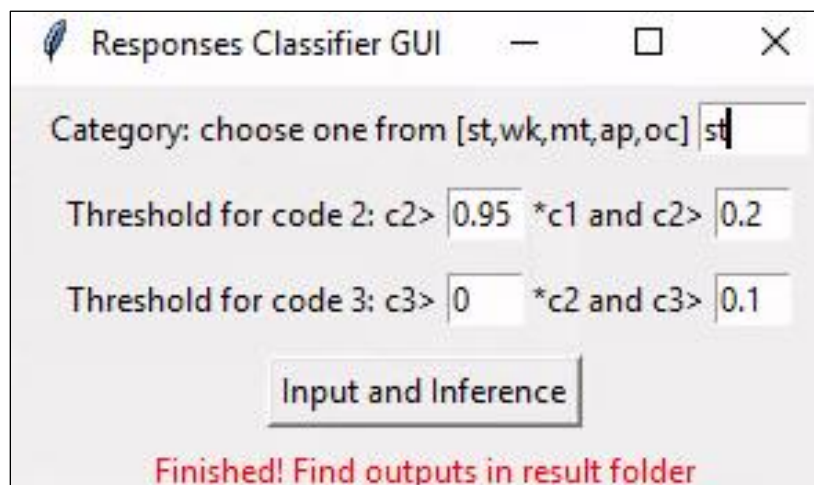 Responses Classifier GUI
Category: choose one from [st,wk,mt,ap,oc] st
Threshold for code 2: c2> 0.95 *c1 and c2> 0.2
Threshold for code 3: c3> 0 *c2 and c3> 0.1
Input and Inference
Finished! Find outputs in result folder